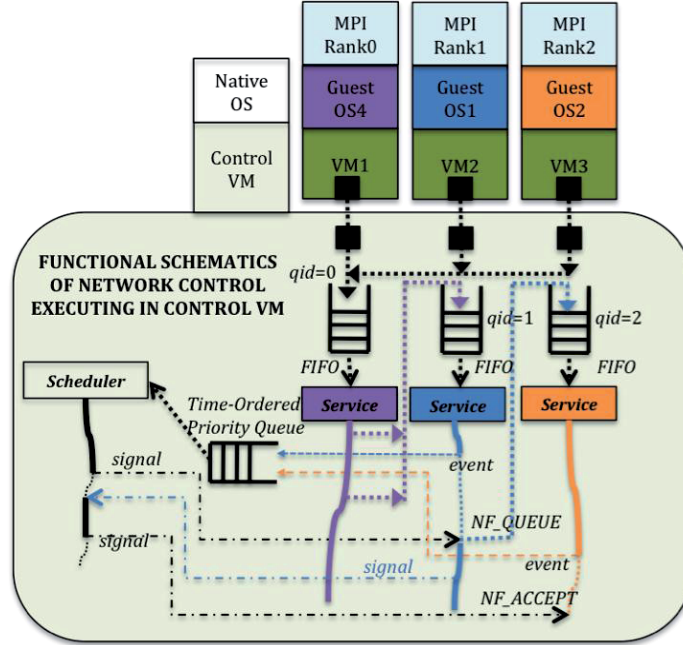 MPI
Rank0
MPI
Rank1
MPI
Rank2
Native
OS
Guest
OS4
Guest
OS1
Guest
OS2
Control
VM
VM1
VM2
VM3
FUNCTIONAL SCHEMATICS
OF NETWORK CONTROL
EXECUTING IN CONTROL VM
qid=0
qid=1
qid=2
FIFO
FIFO
FIFO
Scheduler
Service
Service
Service
Time-Ordered
Priority Queue
signal
event
NF_QUEUE
signal
signal
event
NF_ACCEPT